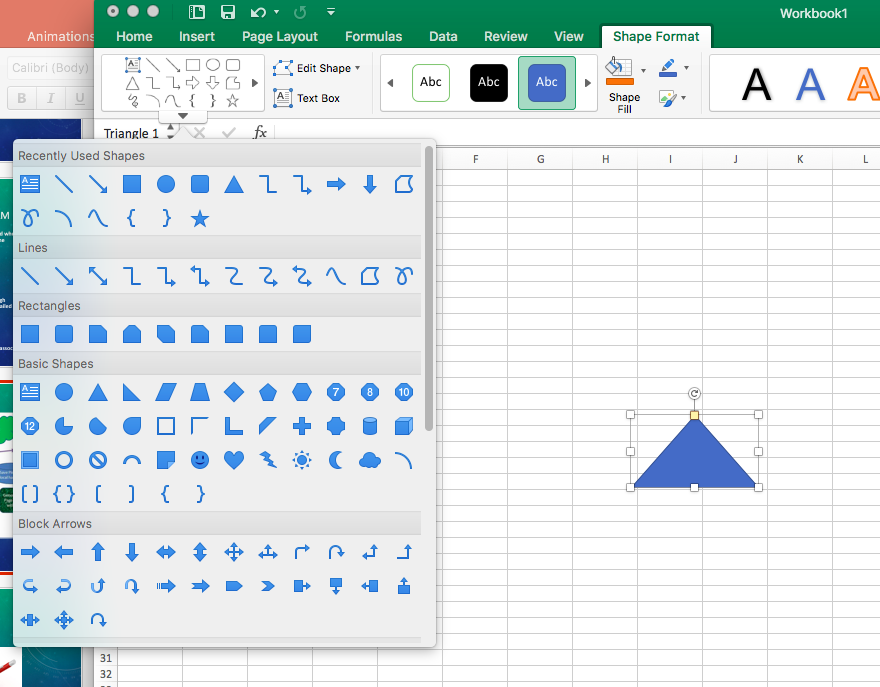 Workbook1
Animations
Home Insert Page Layout Formulas Data Review View Shape Format
Calibri (Body)
B I U
Edit Shape
Text Box
Abc Abc Abc
Shape
Fill
A A A
Triangle 1
fx
F G H I J K L
Recently Used Shapes
Lines
Rectangles
Basic Shapes
7 8 10
12
Block Arrows
31
32